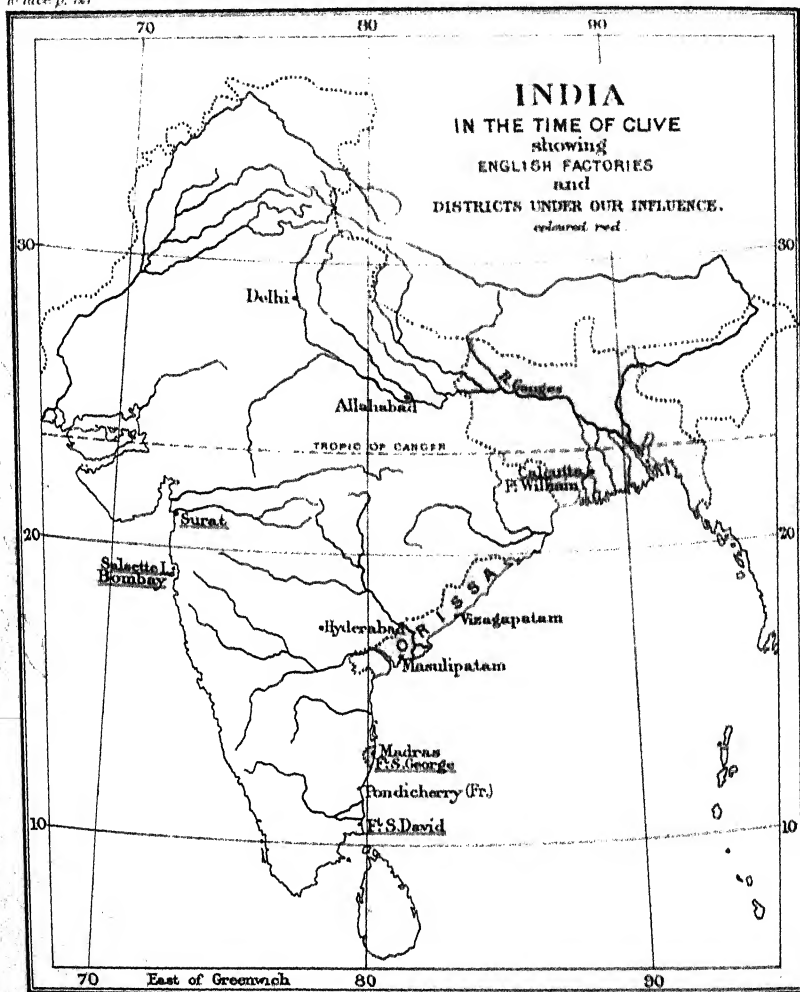 to face p.
70 80 90
INDIA
IN THE TIME OF CLIVE
showing
ENGLISH FACTORIES
and
DISTRICTS UNDER OUR INFLUENCE.
coloured red.
30 30
Delhi
R. Ganges
Allahabad
TROPIC OF CANCER
Calcutta
Ft. William
Surat
20 20
Salsette I.
Bombay
ORISSA
Vizagapatam
Hyderabad
Masulipatam
Madras
Ft. S. George
Pondicherry (Fr.)
Ft. S. David
10 10
70 East of Greenwich 80 90